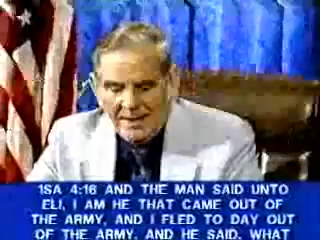 1SA 4:16 AND THE MAN SAID UNTO
ELI, I AM HE THAT CAME OUT OF
THE ARMY, AND I FLED TO DAY OUT
OF THE ARMY. AND HE SAID, WHAT